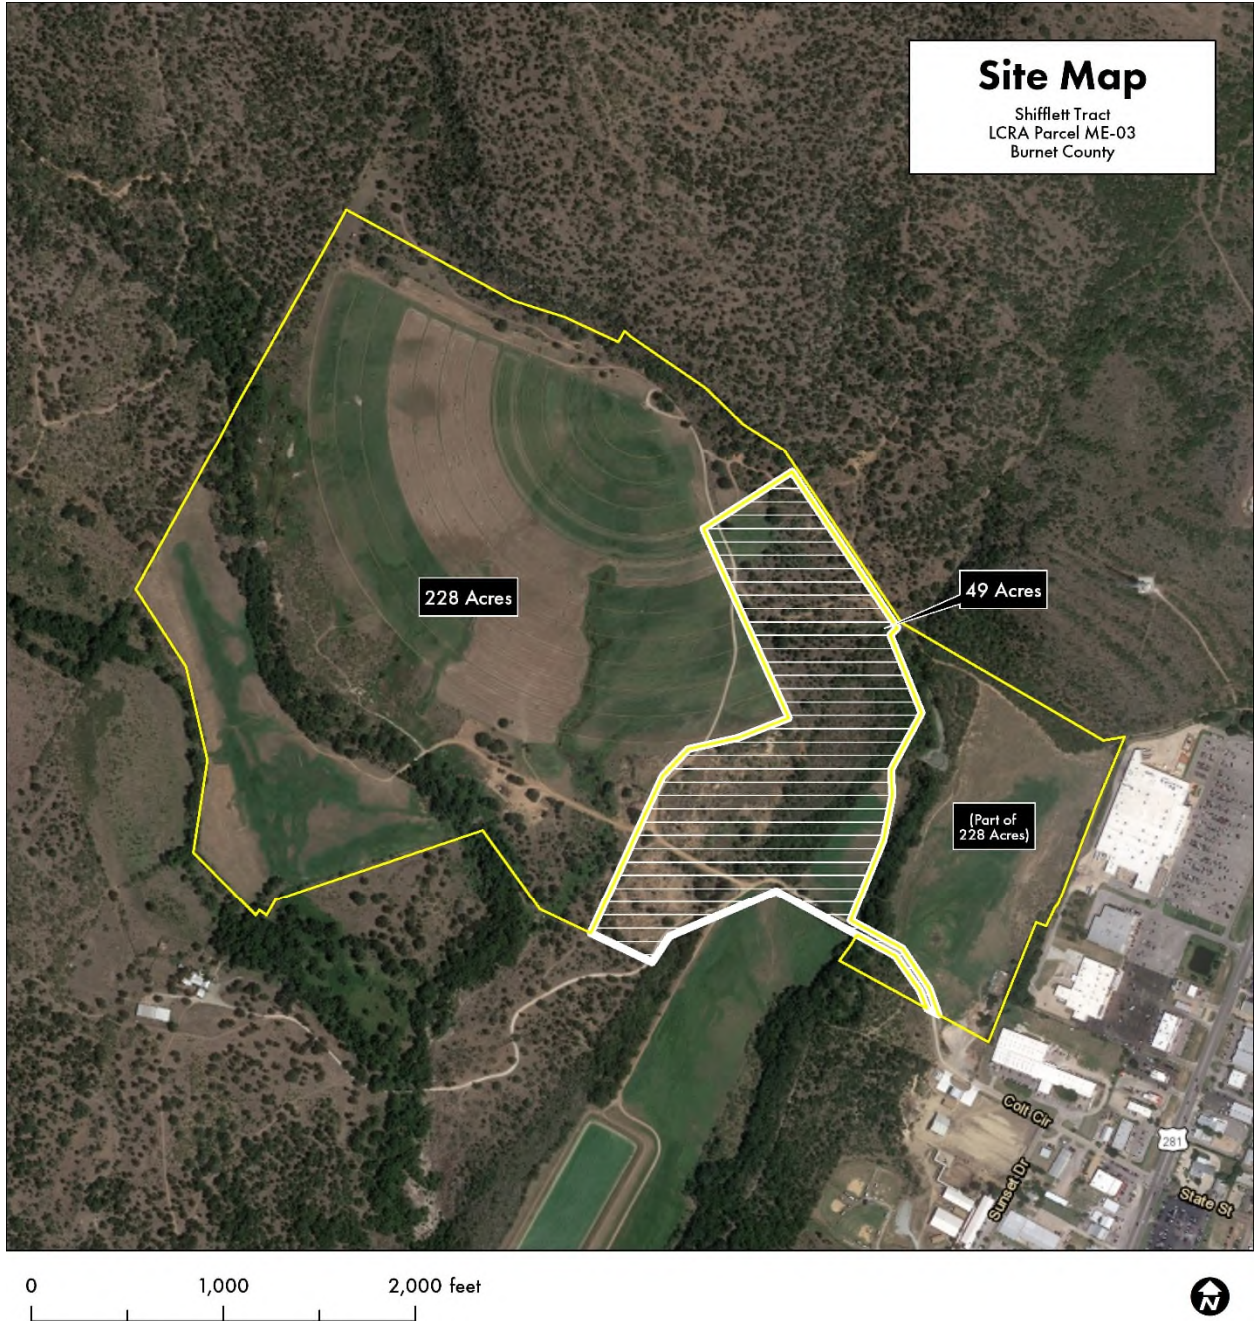 Site Map
Shifflett Tract
LCRA Parcel ME-03
Burnet County
228 Acres
49 Acres
(Part of
228 Acres)
Colt Cir
281
Sunset Dr
State St
0 1,000 2,000 feet
N